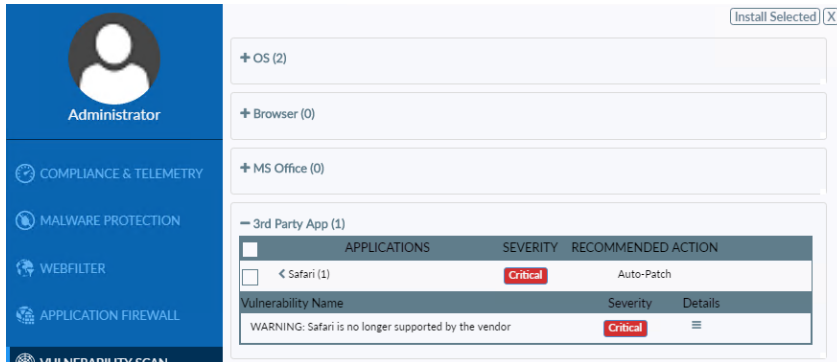 Install Selected X
+ OS (2)
Administrator
+ Browser (0)
COMPLIANCE & TELEMETRY
+ MS Office (0)
MALWARE PROTECTION
− 3rd Party App (1)
APPLICATIONS SEVERITY RECOMMENDED ACTION
WEBFILTER
< Safari (1) Critical Auto-Patch
Vulnerability Name Severity Details
APPLICATION FIREWALL
WARNING: Safari is no longer supported by the vendor Critical
VULNERABILITY SCAN